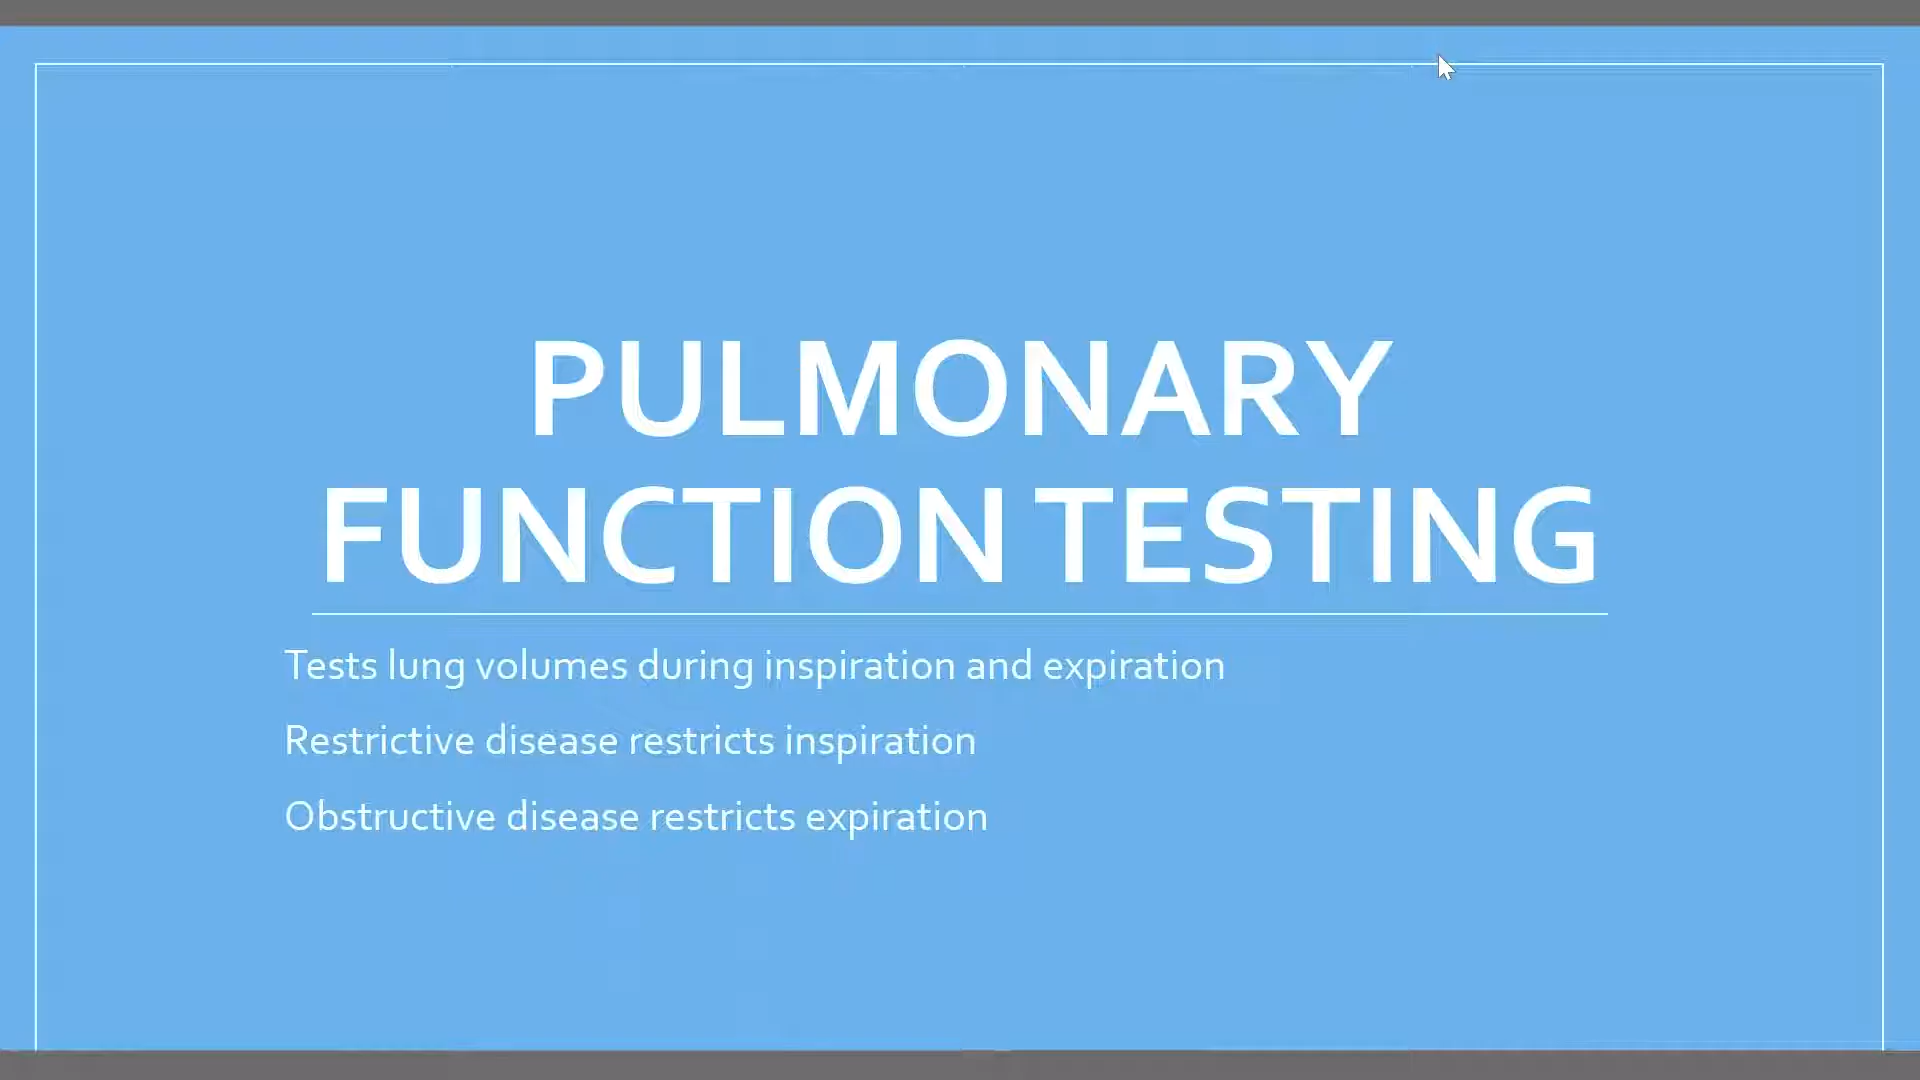 PULMONARY
FUNCTION TESTING
Tests lung volumes during inspiration and expiration
Restrictive disease restricts inspiration
Obstructive disease restricts expiration